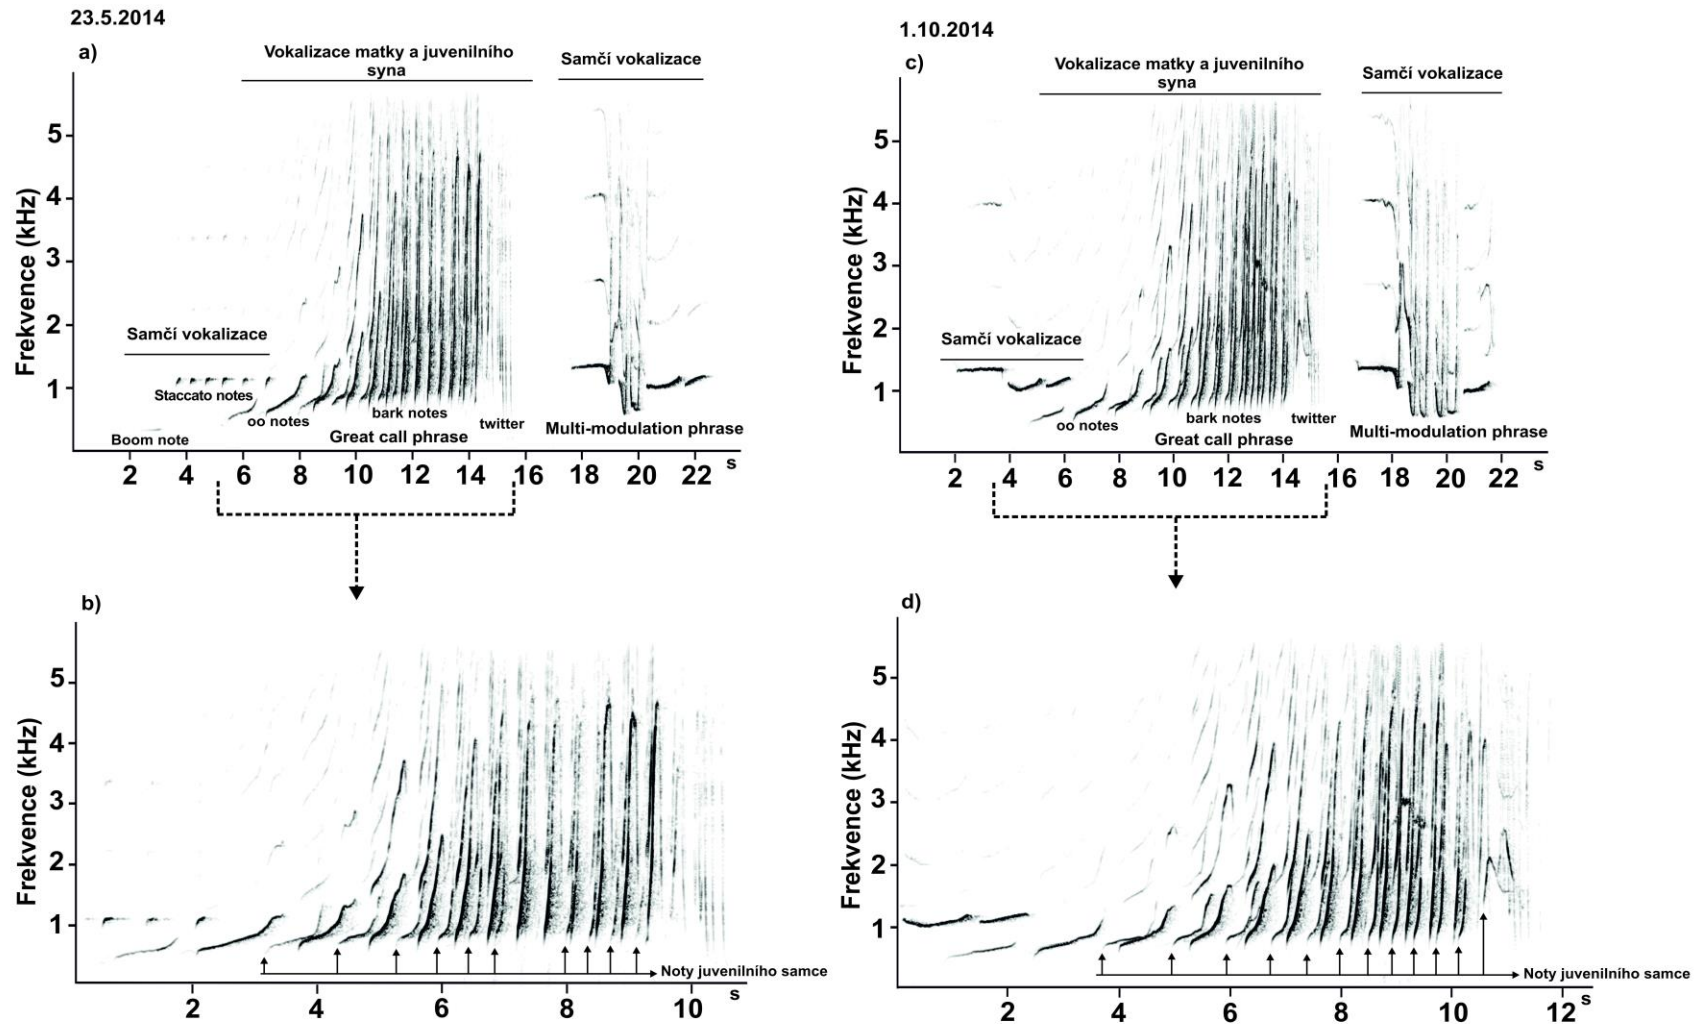 23.5.2014
a)
Vokalizace matky a juvenilního
syna
Samčí vokalizace
Frekvence (kHz)
5
4
3
2
1
Samčí vokalizace
Staccato notes
Boom note
oo notes
bark notes
twitter
Great call phrase
Multi-modulation phrase
2 4 6 8 10 12 14 16 18 20 22 s
1.10.2014
c)
Vokalizace matky a juvenilního
syna
Samčí vokalizace
Frekvence (kHz)
5
4
3
2
1
Samčí vokalizace
oo notes
bark notes
twitter
Great call phrase
Multi-modulation phrase
2 4 6 8 10 12 14 16 18 20 22 s
b)
Frekvence (kHz)
5
4
3
2
1
Noty juvenilního samce
2 4 6 8 10 s
d)
Frekvence (kHz)
5
4
3
2
1
Noty juvenilního samce
2 4 6 8 10 12 s